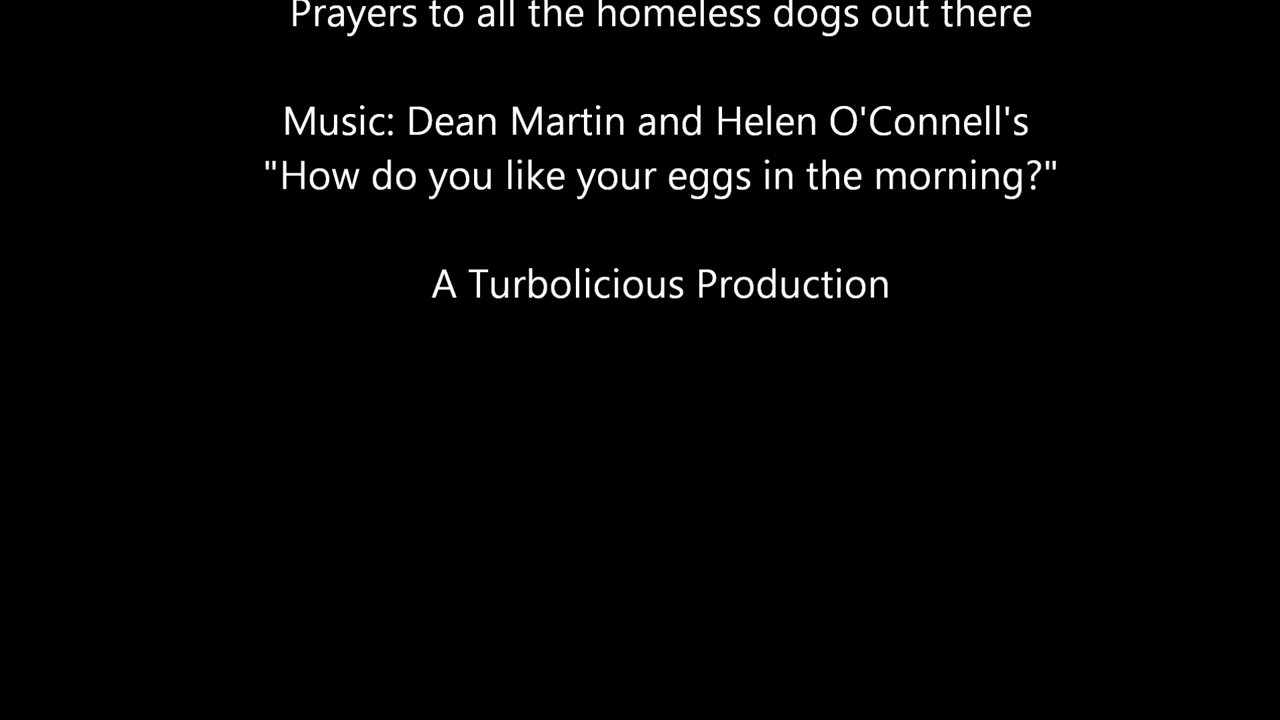 Prayers to all the homeless dogs out there
Music: Dean Martin and Helen O'Connell's
"How do you like your eggs in the morning?"
A Turbolicious Production